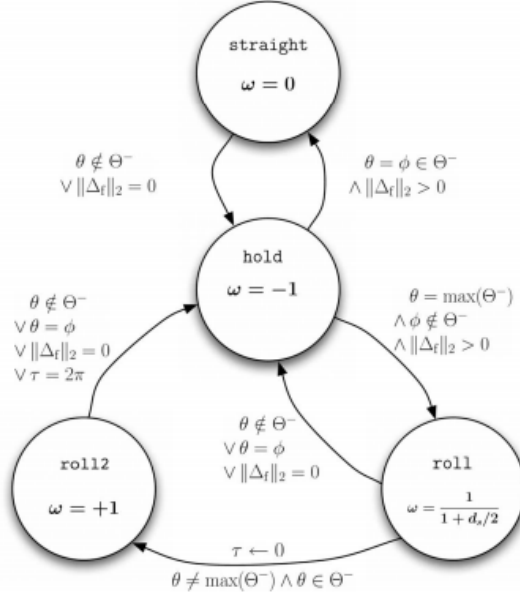 straight
ω = 0
θ ∉ Θ⁻
∨ ‖Δ_f‖₂ = 0
θ = ϕ ∈ Θ⁻
∧ ‖Δ_f‖₂ > 0
hold
ω = −1
θ ∉ Θ⁻
∨ θ = ϕ
∨ ‖Δ_f‖₂ = 0
∨ τ = 2π
θ = max(Θ⁻)
∧ ϕ ∉ Θ⁻
∧ ‖Δ_f‖₂ > 0
θ ∉ Θ⁻
∨ θ = ϕ
∨ ‖Δ_f‖₂ = 0
roll2
ω = +1
roll
ω = 1 / (1 + d_s/2)
τ ← 0
θ ≠ max(Θ⁻) ∧ θ ∈ Θ⁻